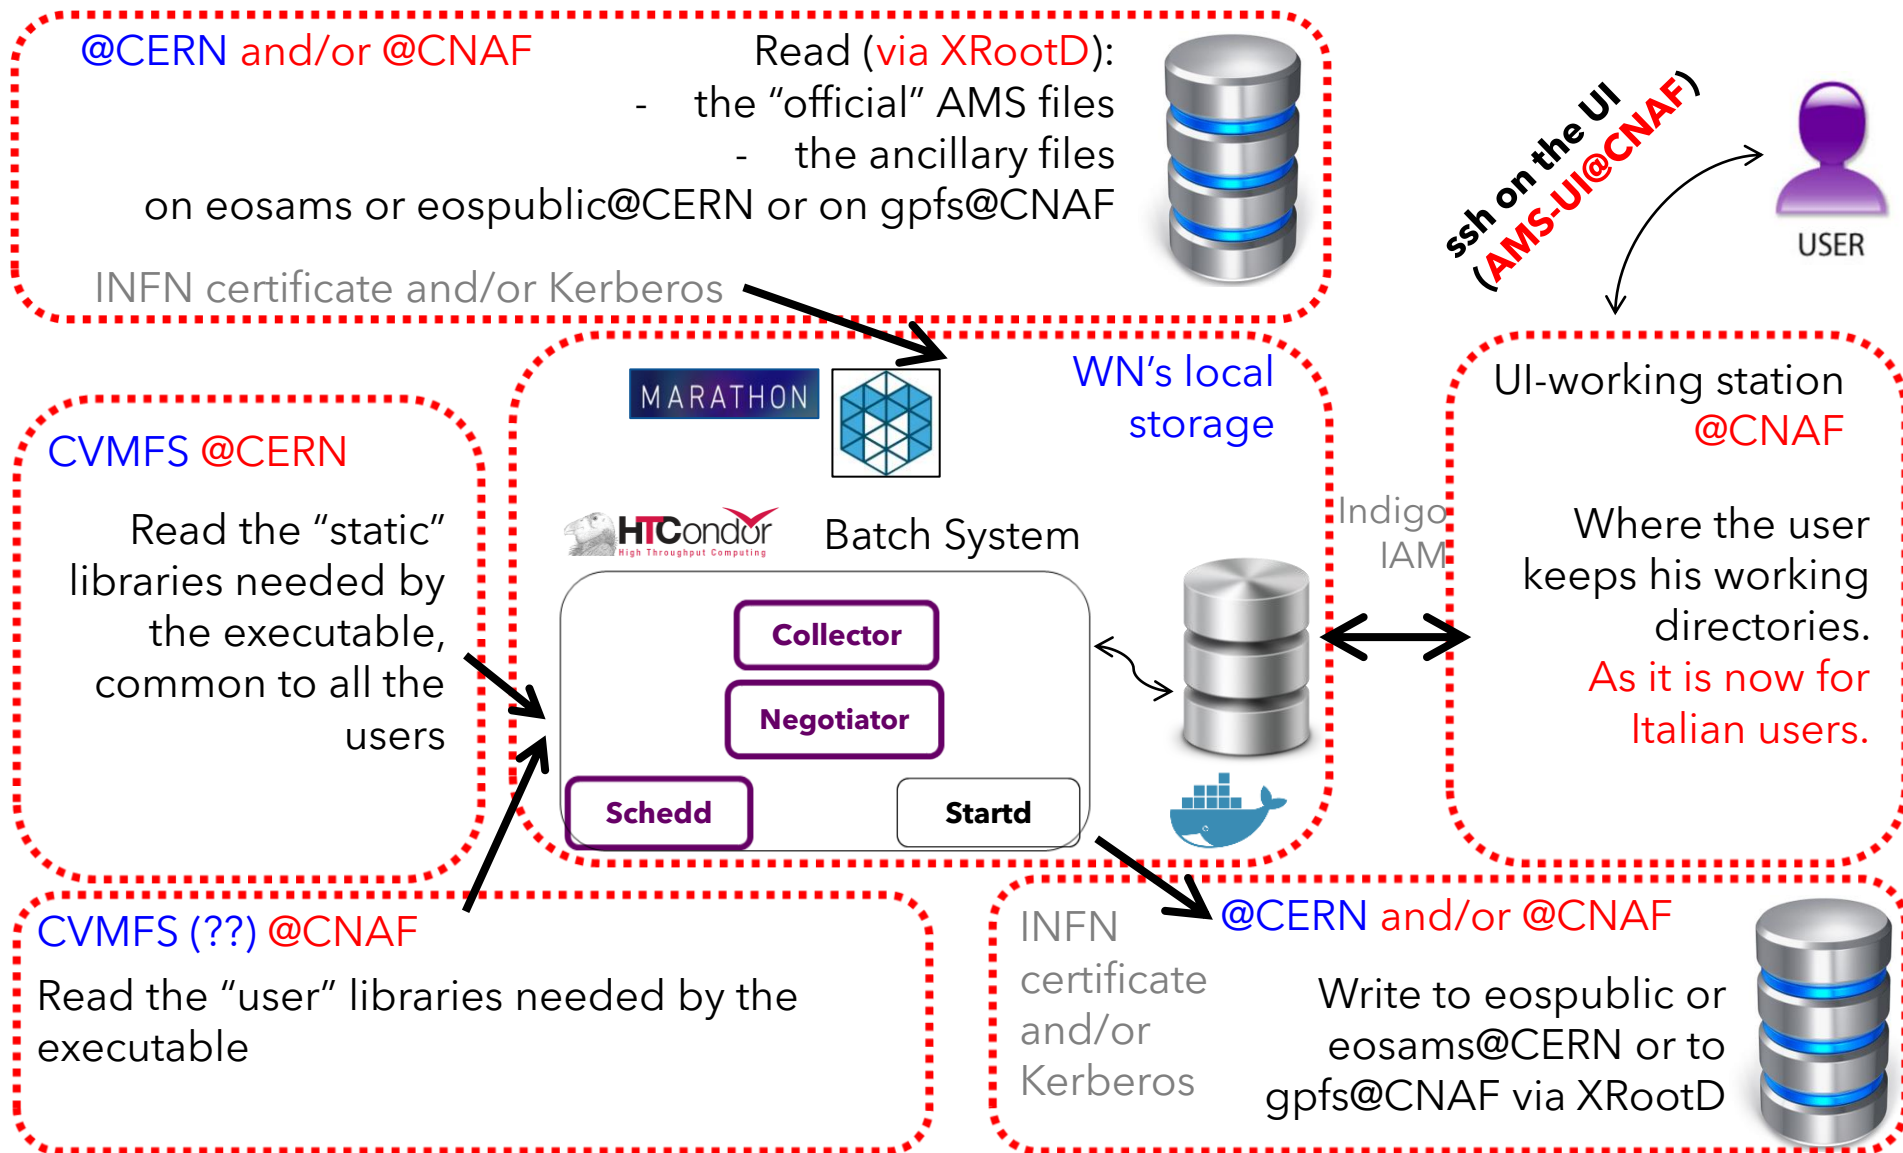 @CERN and/or @CNAF
Read (via XRootD):
- the “official” AMS files
- the ancillary files
on eosams or eospublic@CERN or on gpfs@CNAF
INFN certificate and/or Kerberos
ssh on the UI
(AMS-UI@CNAF)
USER
MARATHON
WN’s local
storage
UI-working station
@CNAF
Where the user
keeps his working
directories.
As it is now for
Italian users.
Indigo
IAM
CVMFS @CERN
Read the “static”
libraries needed by
the executable,
common to all the
users
HTCondor
High Throughput Computing
Batch System
Collector
Negotiator
Schedd
Startd
CVMFS (??) @CNAF
Read the “user” libraries needed by the
executable
INFN
certificate
and/or
Kerberos
@CERN and/or @CNAF
Write to eospublic or
eosams@CERN or to
gpfs@CNAF via XRootD